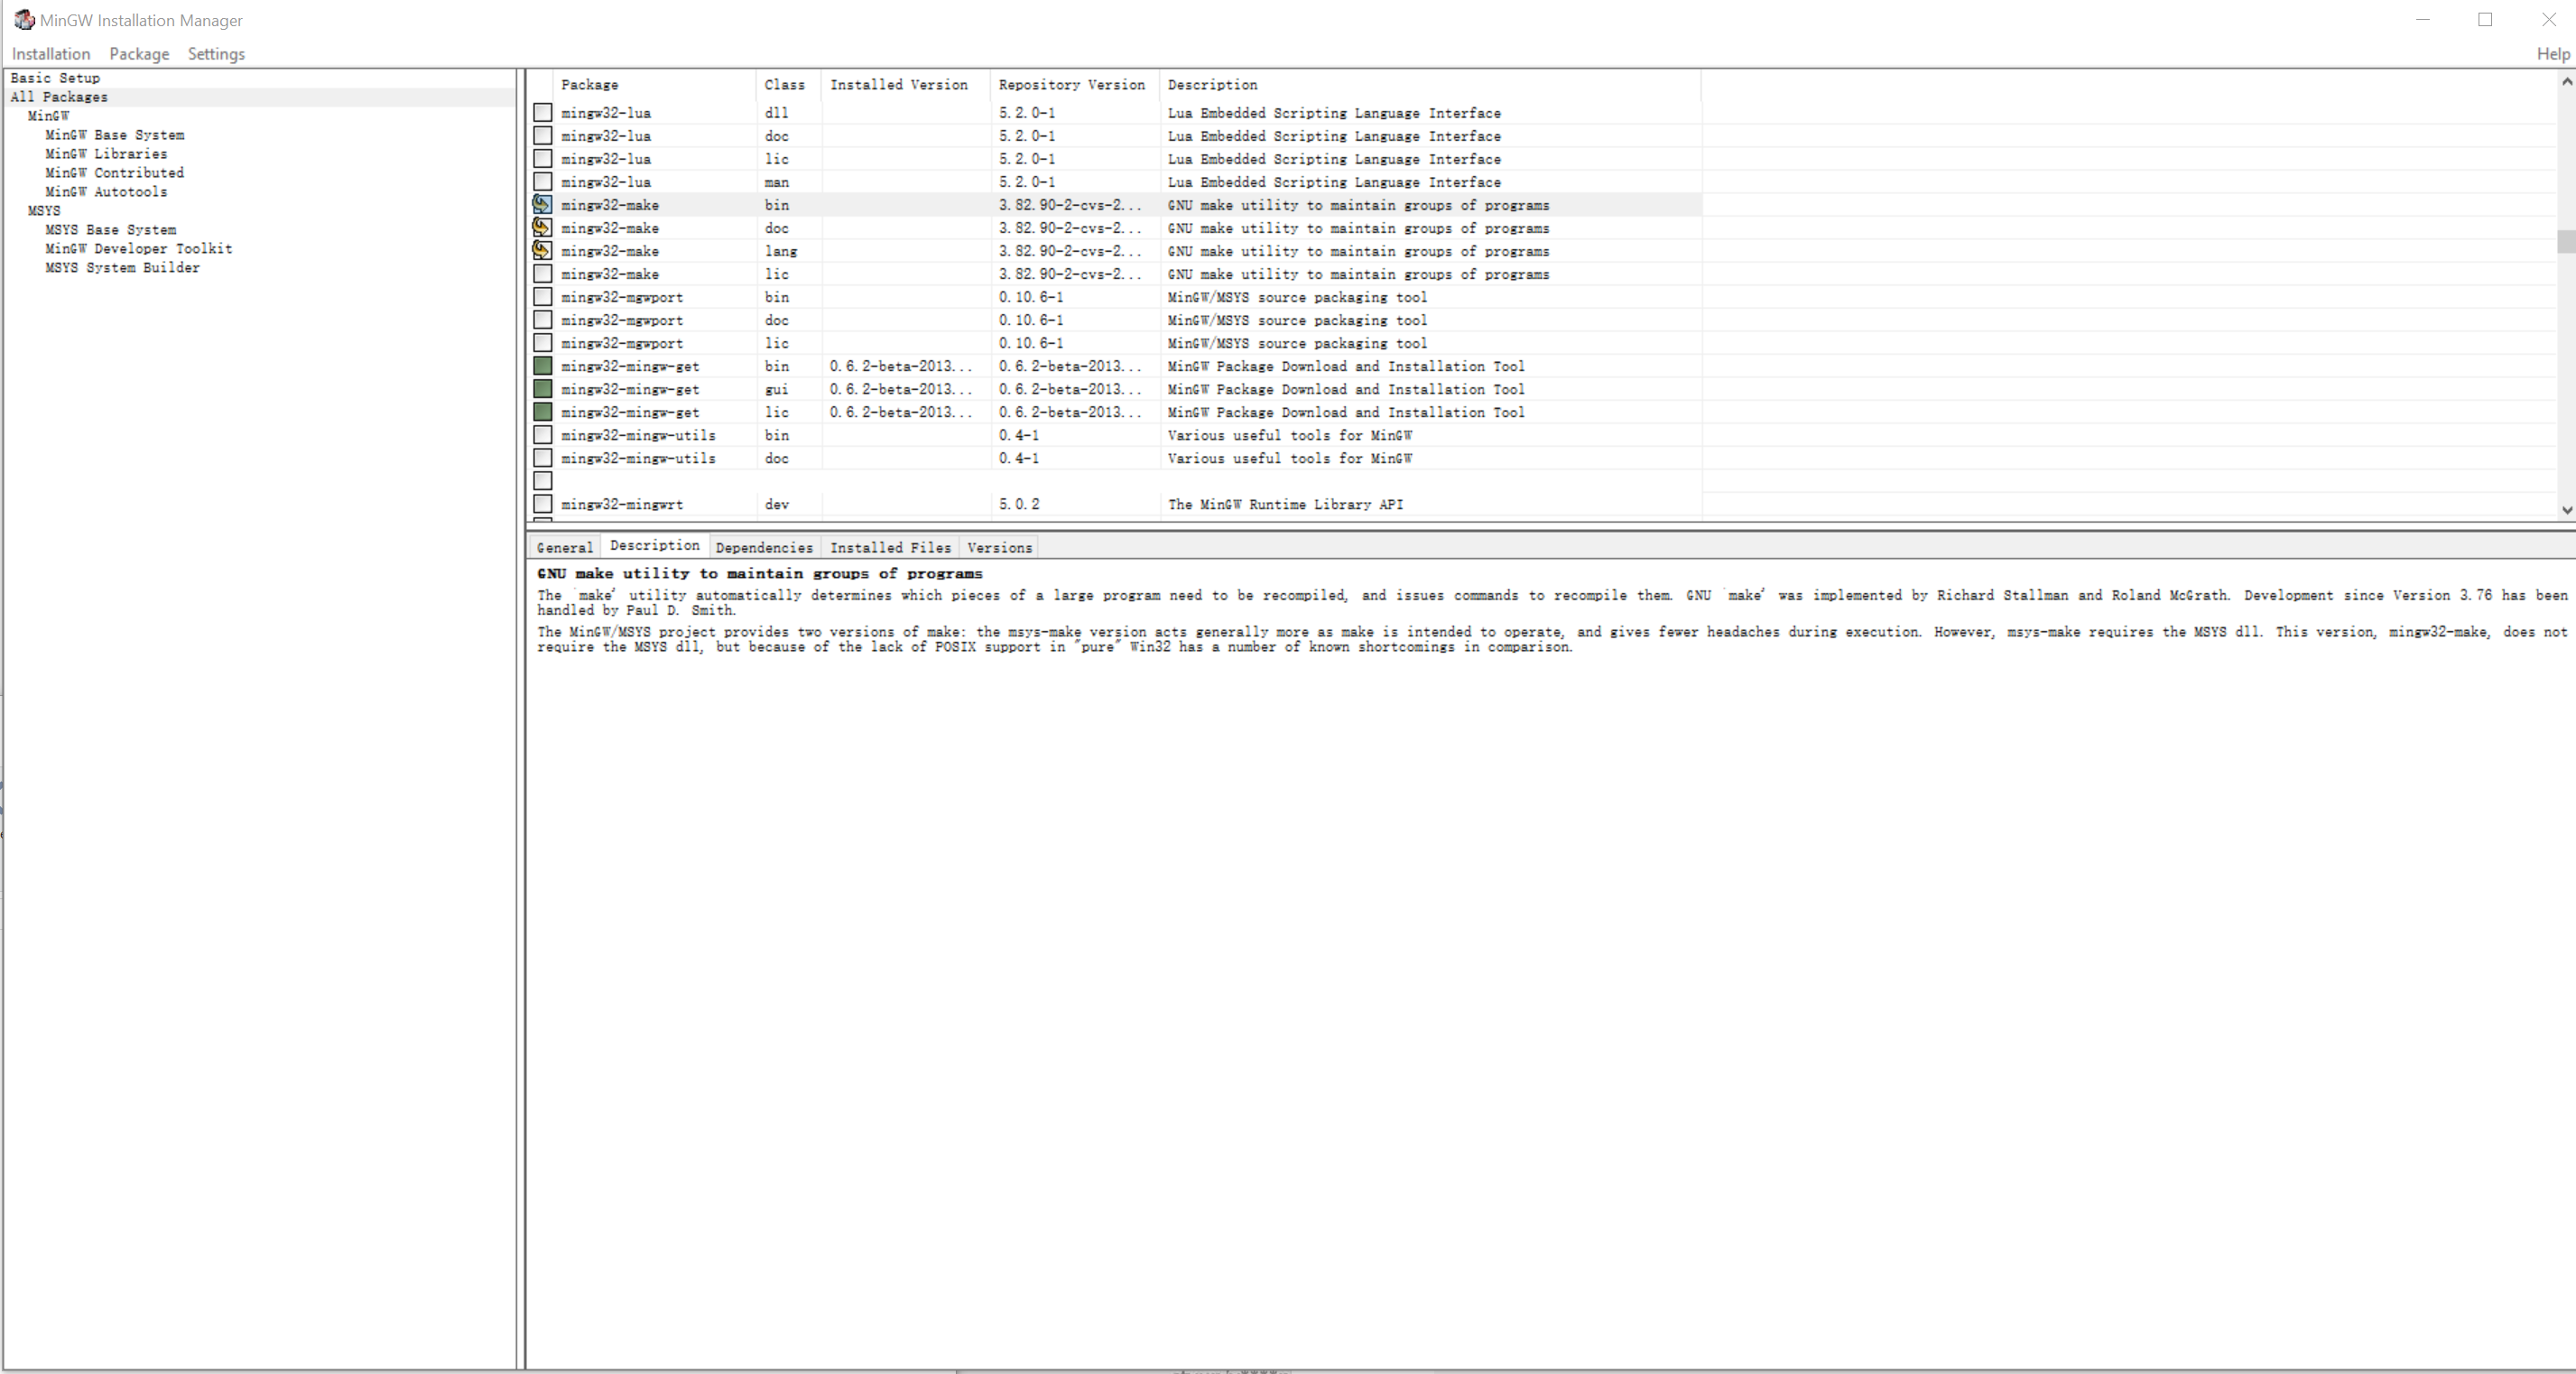 MinGW Installation Manager
Installation Package Settings Help
Basic Setup
All Packages
MinGW
MinGW Base System
MinGW Libraries
MinGW Contributed
MinGW Autotools
MSYS
MSYS Base System
MinGW Developer Toolkit
MSYS System Builder
Package Class Installed Version Repository Version Description
mingw32-lua dll 5.2.0-1 Lua Embedded Scripting Language Interface
mingw32-lua doc 5.2.0-1 Lua Embedded Scripting Language Interface
mingw32-lua lic 5.2.0-1 Lua Embedded Scripting Language Interface
mingw32-lua man 5.2.0-1 Lua Embedded Scripting Language Interface
mingw32-make bin 3.82.90-2-cvs-2... GNU make utility to maintain groups of programs
mingw32-make doc 3.82.90-2-cvs-2... GNU make utility to maintain groups of programs
mingw32-make lang 3.82.90-2-cvs-2... GNU make utility to maintain groups of programs
mingw32-make lic 3.82.90-2-cvs-2... GNU make utility to maintain groups of programs
mingw32-mgwport bin 0.10.6-1 MinGW/MSYS source packaging tool
mingw32-mgwport doc 0.10.6-1 MinGW/MSYS source packaging tool
mingw32-mgwport lic 0.10.6-1 MinGW/MSYS source packaging tool
mingw32-mingw-get bin 0.6.2-beta-2013... 0.6.2-beta-2013... MinGW Package Download and Installation Tool
mingw32-mingw-get gui 0.6.2-beta-2013... 0.6.2-beta-2013... MinGW Package Download and Installation Tool
mingw32-mingw-get lic 0.6.2-beta-2013... 0.6.2-beta-2013... MinGW Package Download and Installation Tool
mingw32-mingw-utils bin 0.4-1 Various useful tools for MinGW
mingw32-mingw-utils doc 0.4-1 Various useful tools for MinGW
mingw32-mingwrt dev 5.0.2 The MinGW Runtime Library API
General Description Dependencies Installed Files Versions
GNU make utility to maintain groups of programs
The `make' utility automatically determines which pieces of a large program need to be recompiled, and issues commands to recompile them. GNU `make' was implemented by Richard Stallman and Roland McGrath. Development since Version 3.76 has been
handled by Paul D. Smith.
The MinGW/MSYS project provides two versions of make: the msys-make version acts generally more as make is intended to operate, and gives fewer headaches during execution. However, msys-make requires the MSYS dll. This version, mingw32-make, does not
require the MSYS dll, but because of the lack of POSIX support in "pure" Win32 has a number of known shortcomings in comparison.